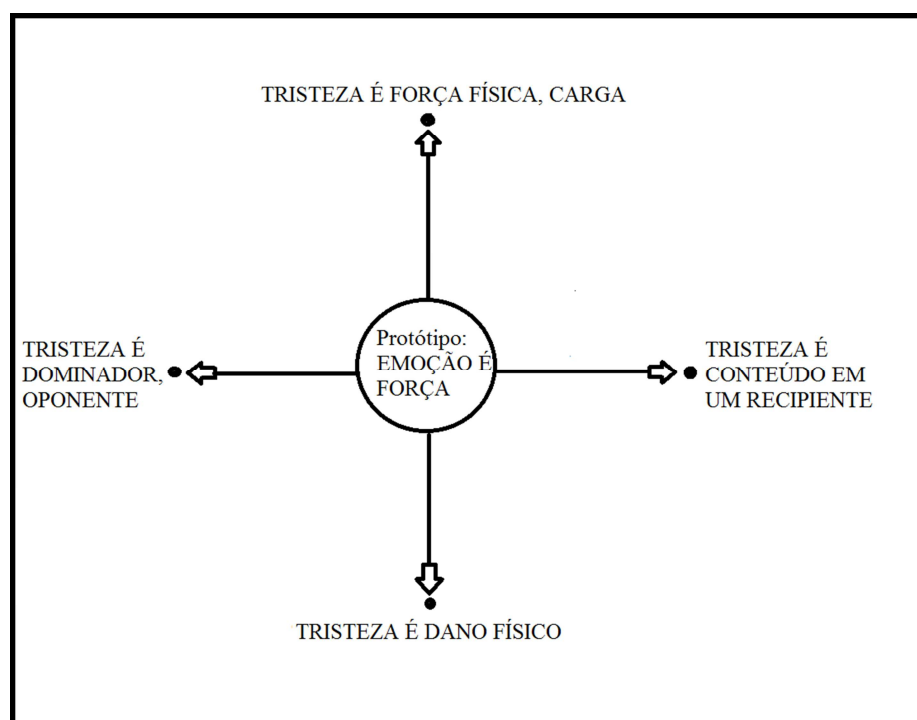 TRISTEZA É FORÇA FÍSICA, CARGA
Protótipo:
EMOÇÃO É
FORÇA
TRISTEZA É
DOMINADOR,
OPONENTE
TRISTEZA É
CONTEÚDO EM
UM RECIPIENTE
TRISTEZA É DANO FÍSICO